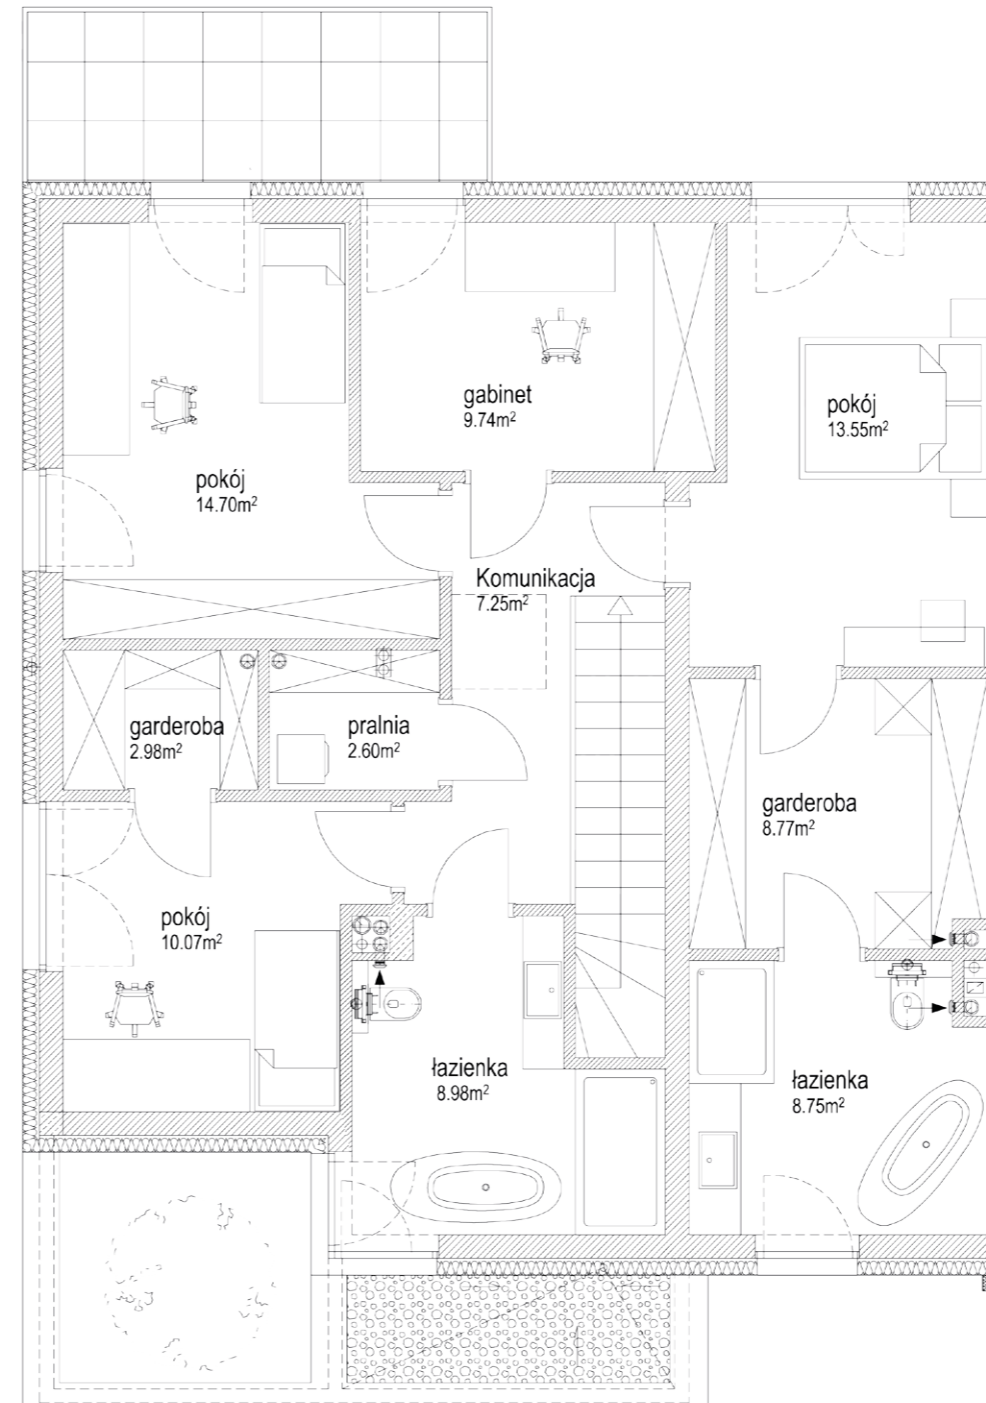 gabinet
9.74m²
pokój
13.55m²
pokój
14.70m²
Komunikacja
7.25m²
garderoba
2.98m²
pralnia
2.60m²
garderoba
8.77m²
pokój
10.07m²
łazienka
8.98m²
łazienka
8.75m²